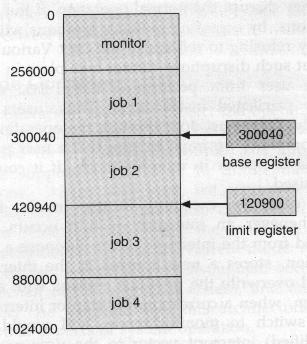 0
monitor
256000
job 1
300040
300040
base register
job 2
420940
120900
limit register
job 3
880000
job 4
1024000